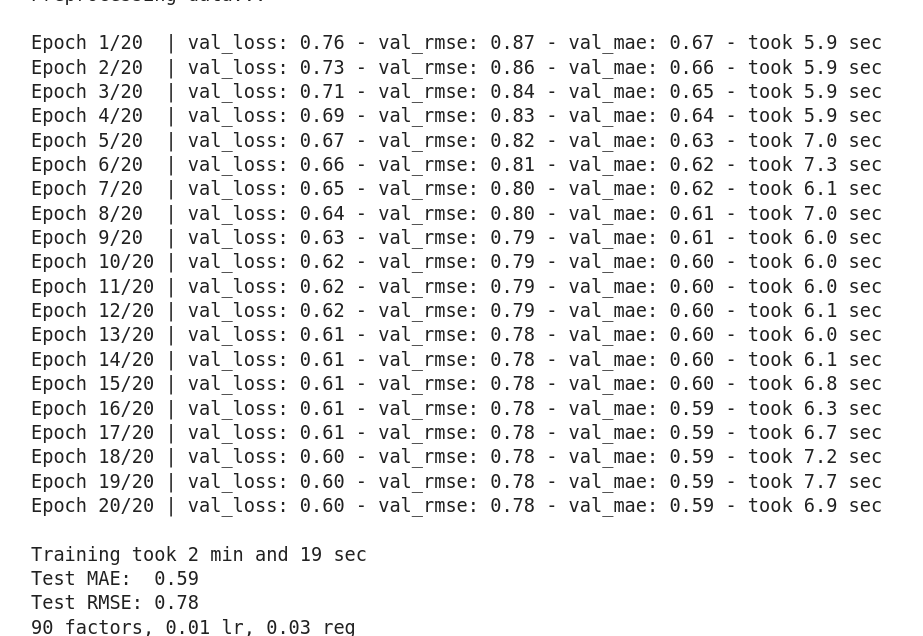 Preprocessing data...
Epoch 1/20  | val_loss: 0.76 - val_rmse: 0.87 - val_mae: 0.67 - took 5.9 sec
Epoch 2/20  | val_loss: 0.73 - val_rmse: 0.86 - val_mae: 0.66 - took 5.9 sec
Epoch 3/20  | val_loss: 0.71 - val_rmse: 0.84 - val_mae: 0.65 - took 5.9 sec
Epoch 4/20  | val_loss: 0.69 - val_rmse: 0.83 - val_mae: 0.64 - took 5.9 sec
Epoch 5/20  | val_loss: 0.67 - val_rmse: 0.82 - val_mae: 0.63 - took 7.0 sec
Epoch 6/20  | val_loss: 0.66 - val_rmse: 0.81 - val_mae: 0.62 - took 7.3 sec
Epoch 7/20  | val_loss: 0.65 - val_rmse: 0.80 - val_mae: 0.62 - took 6.1 sec
Epoch 8/20  | val_loss: 0.64 - val_rmse: 0.80 - val_mae: 0.61 - took 7.0 sec
Epoch 9/20  | val_loss: 0.63 - val_rmse: 0.79 - val_mae: 0.61 - took 6.0 sec
Epoch 10/20 | val_loss: 0.62 - val_rmse: 0.79 - val_mae: 0.60 - took 6.0 sec
Epoch 11/20 | val_loss: 0.62 - val_rmse: 0.79 - val_mae: 0.60 - took 6.0 sec
Epoch 12/20 | val_loss: 0.62 - val_rmse: 0.79 - val_mae: 0.60 - took 6.1 sec
Epoch 13/20 | val_loss: 0.61 - val_rmse: 0.78 - val_mae: 0.60 - took 6.0 sec
Epoch 14/20 | val_loss: 0.61 - val_rmse: 0.78 - val_mae: 0.60 - took 6.1 sec
Epoch 15/20 | val_loss: 0.61 - val_rmse: 0.78 - val_mae: 0.60 - took 6.8 sec
Epoch 16/20 | val_loss: 0.61 - val_rmse: 0.78 - val_mae: 0.59 - took 6.3 sec
Epoch 17/20 | val_loss: 0.61 - val_rmse: 0.78 - val_mae: 0.59 - took 6.7 sec
Epoch 18/20 | val_loss: 0.60 - val_rmse: 0.78 - val_mae: 0.59 - took 7.2 sec
Epoch 19/20 | val_loss: 0.60 - val_rmse: 0.78 - val_mae: 0.59 - took 7.7 sec
Epoch 20/20 | val_loss: 0.60 - val_rmse: 0.78 - val_mae: 0.59 - took 6.9 sec
Training took 2 min and 19 sec
Test MAE:  0.59
Test RMSE: 0.78
90 factors, 0.01 lr, 0.03 reg